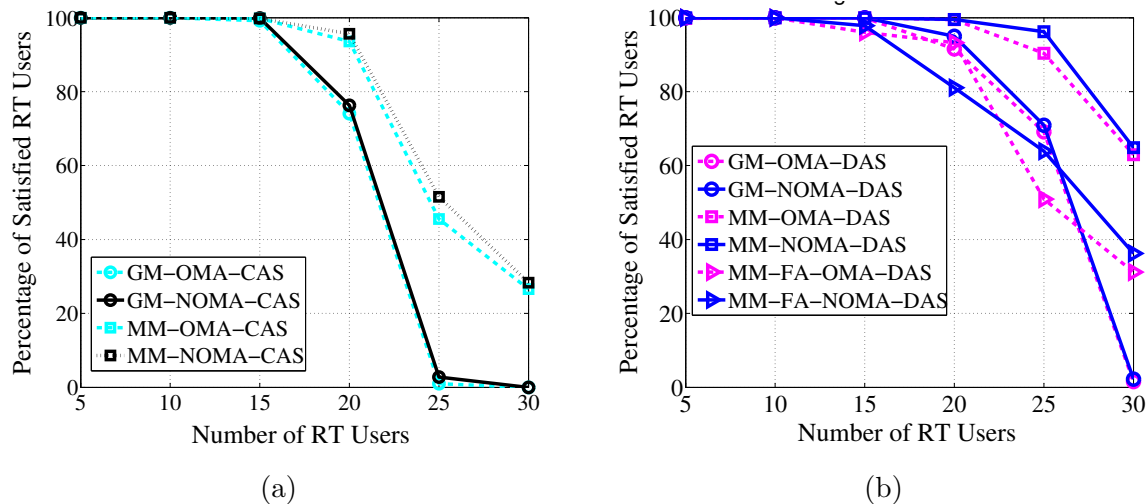 100
80
60
40
20
0
5
10
15
20
25
30
Percentage of Satisfied RT Users
Number of RT Users
GM-OMA-CAS
GM-NOMA-CAS
MM-OMA-CAS
MM-NOMA-CAS
(a)
100
80
60
40
20
0
5
10
15
20
25
30
Percentage of Satisfied RT Users
Number of RT Users
GM-OMA-DAS
GM-NOMA-DAS
MM-OMA-DAS
MM-NOMA-DAS
MM-FA-OMA-DAS
MM-FA-NOMA-DAS
(b)